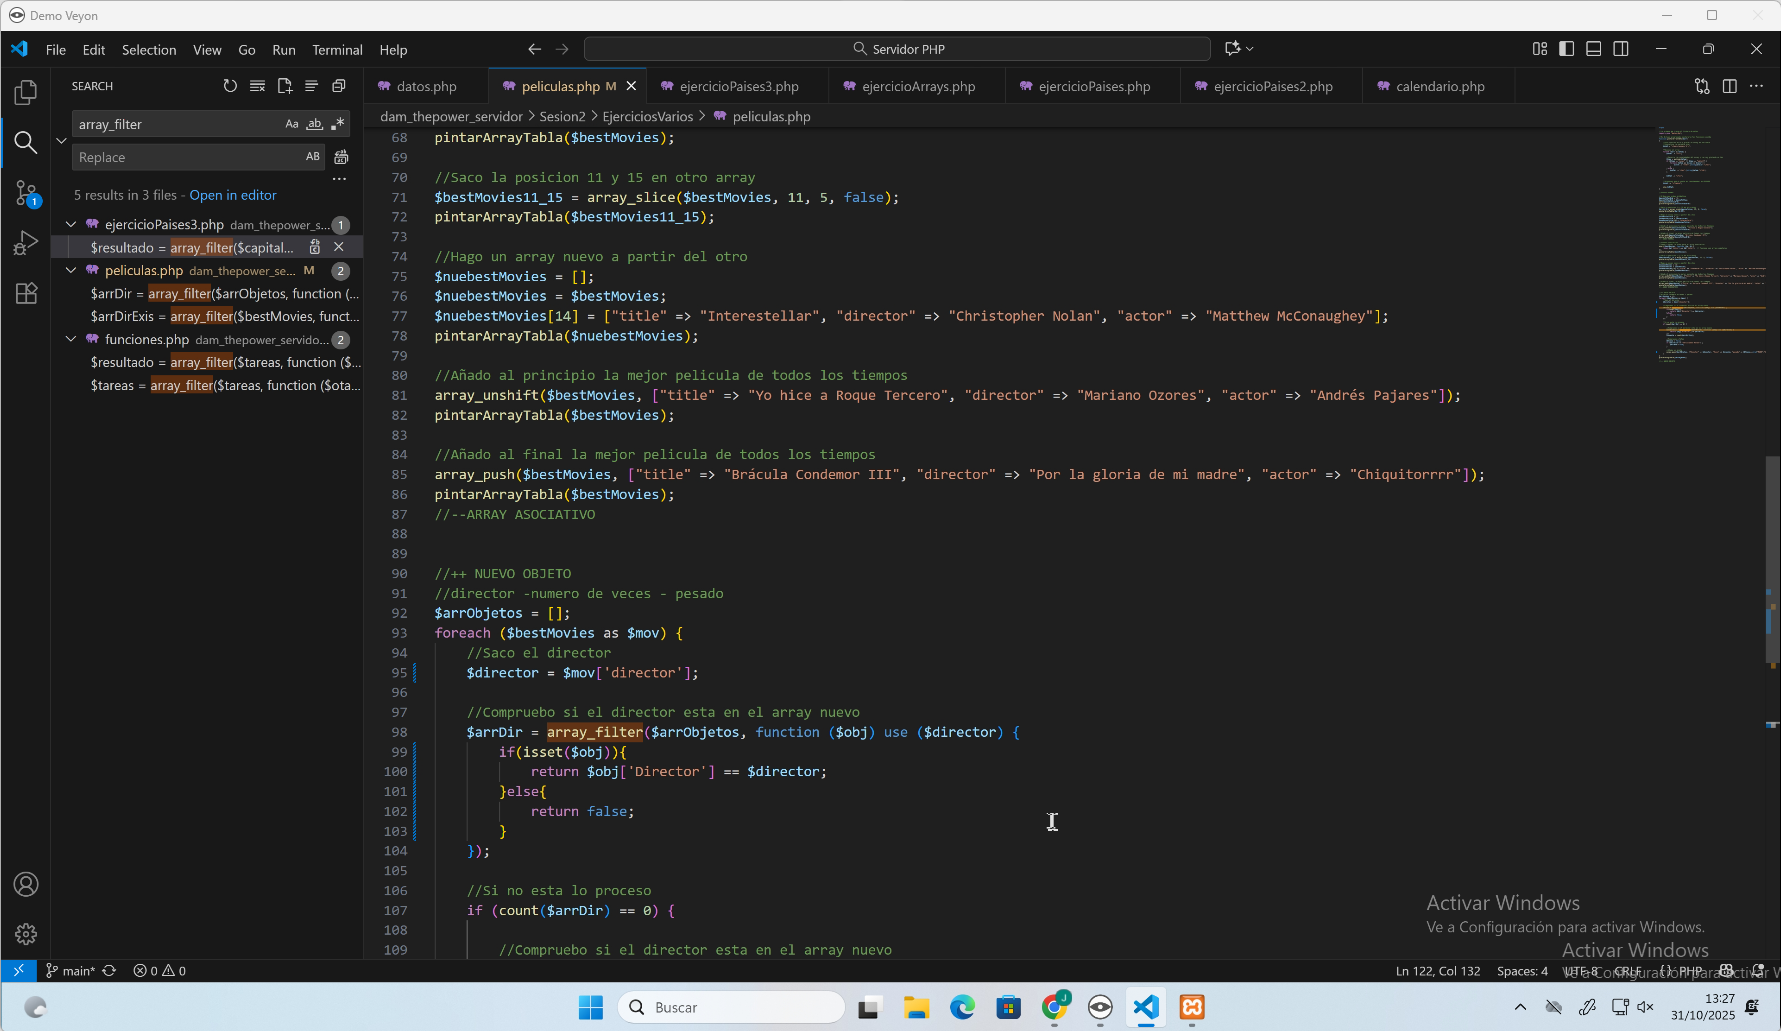 Demo Veyon
File Edit Selection View Go Run Terminal Help
Servidor PHP
SEARCH
datos.php
peliculas.php M
ejercicioPaises3.php
ejercicioArrays.php
ejercicioPaises.php
ejercicioPaises2.php
calendario.php
array_filter
Aa ab
Replace
AB
5 results in 3 files - Open in editor
ejercicioPaises3.php dam_thepower_s... 1
$resultado = array_filter($capital...
peliculas.php dam_thepower_se... M 2
$arrDir = array_filter($arrObjetos, function (...
$arrDirExis = array_filter($bestMovies, funct...
funciones.php dam_thepower_servido... 2
$resultado = array_filter($tareas, function ($...
$tareas = array_filter($tareas, function ($ota...
dam_thepower_servidor > Sesion2 > EjerciciosVarios > peliculas.php
68 pintarArrayTabla($bestMovies);
69
70 //Saco la posicion 11 y 15 en otro array
71 $bestMovies11_15 = array_slice($bestMovies, 11, 5, false);
72 pintarArrayTabla($bestMovies11_15);
73
74 //Hago un array nuevo a partir del otro
75 $nuebestMovies = [];
76 $nuebestMovies = $bestMovies;
77 $nuebestMovies[14] = ["title" => "Interestellar", "director" => "Christopher Nolan", "actor" => "Matthew McConaughey"];
78 pintarArrayTabla($nuebestMovies);
79
80 //Añado al principio la mejor pelicula de todos los tiempos
81 array_unshift($bestMovies, ["title" => "Yo hice a Roque Tercero", "director" => "Mariano Ozores", "actor" => "Andrés Pajares"]);
82 pintarArrayTabla($bestMovies);
83
84 //Añado al final la mejor pelicula de todos los tiempos
85 array_push($bestMovies, ["title" => "Brácula Condemor III", "director" => "Por la gloria de mi madre", "actor" => "Chiquitorrrr"]);
86 pintarArrayTabla($bestMovies);
87 //--ARRAY ASOCIATIVO
88
89
90 //++ NUEVO OBJETO
91 //director -numero de veces - pesado
92 $arrObjetos = [];
93 foreach ($bestMovies as $mov) {
94 //Saco el director
95 $director = $mov['director'];
96
97 //Compruebo si el director esta en el array nuevo
98 $arrDir = array_filter($arrObjetos, function ($obj) use ($director) {
99 if(isset($obj)){
100 return $obj['Director'] == $director;
101 }else{
102 return false;
103 }
104 });
105
106 //Si no esta lo proceso
107 if (count($arrDir) == 0) {
108
109 //Compruebo si el director esta en el array nuevo
Activar Windows
Ve a Configuración para activar Windows.
Activar Windows
main* 0 0
Ln 122, Col 132 Spaces: 4 UTF-8 CRLF PHP
1
Buscar
J
13:27
31/10/2025